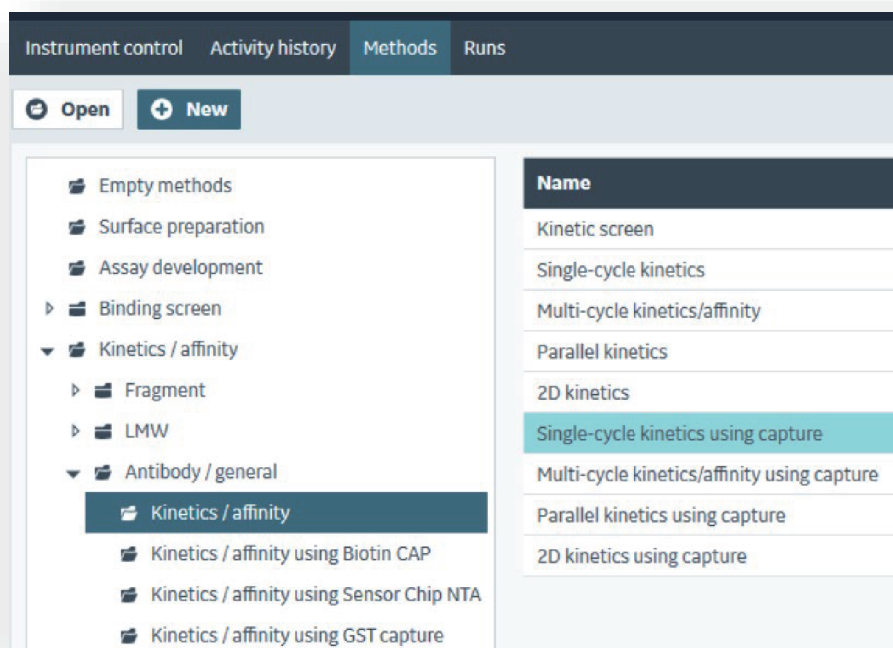 Instrument control Activity history Methods Runs
Open New
Empty methods
Surface preparation
Assay development
Binding screen
Kinetics / affinity
Fragment
LMW
Antibody / general
Kinetics / affinity
Kinetics / affinity using Biotin CAP
Kinetics / affinity using Sensor Chip NTA
Kinetics / affinity using GST capture
Name
Kinetic screen
Single-cycle kinetics
Multi-cycle kinetics/affinity
Parallel kinetics
2D kinetics
Single-cycle kinetics using capture
Multi-cycle kinetics/affinity using capture
Parallel kinetics using capture
2D kinetics using capture